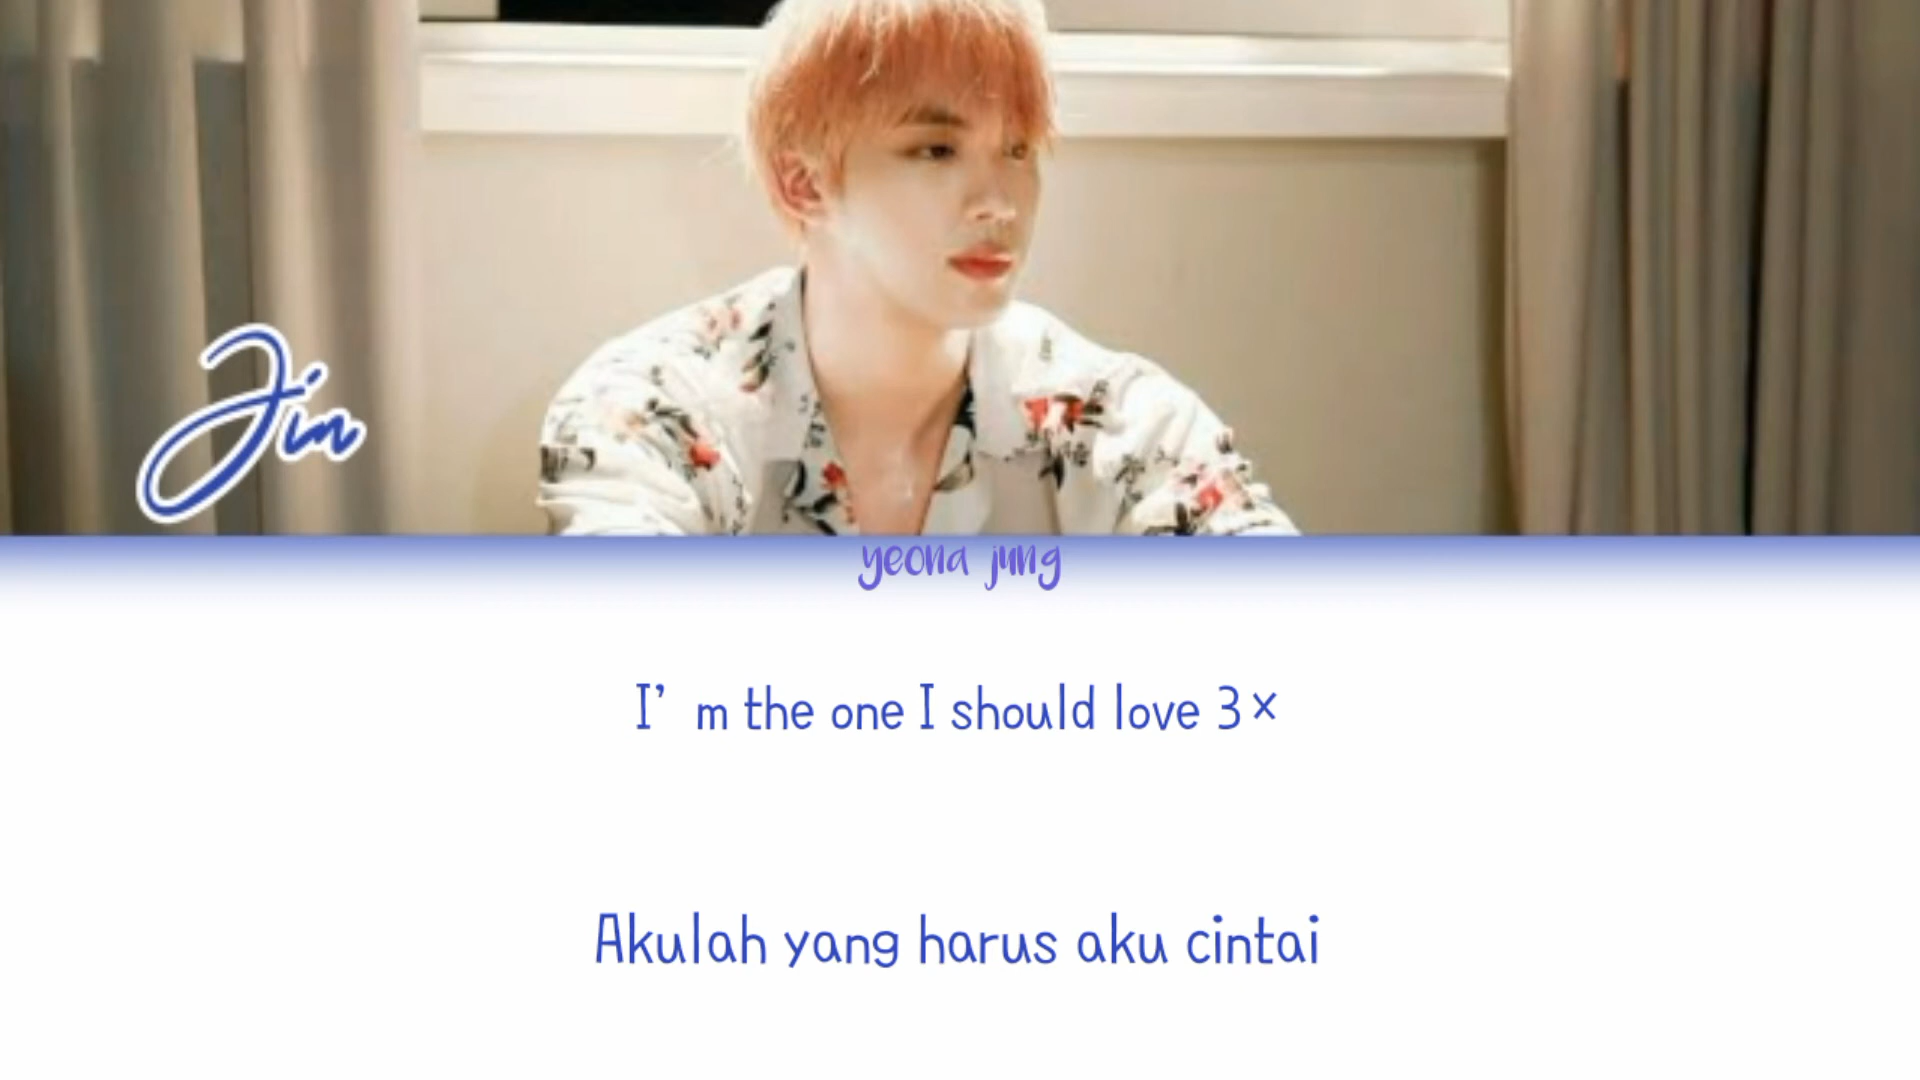 Jin
yeona jung
I'm the one I should love 3×
Akulah yang harus aku cintai